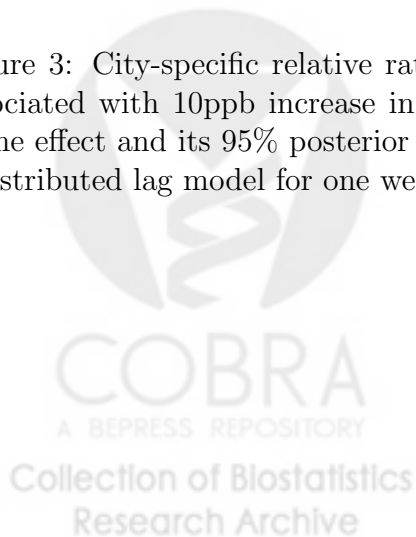 ure 3: City-specific relative rat
ociated with 10ppb increase in
ne effect and its 95% posterior
stributed lag model for one we
COBRA
A BEPRESS REPOSITORY
Collection of Biostatistics
Research Archive